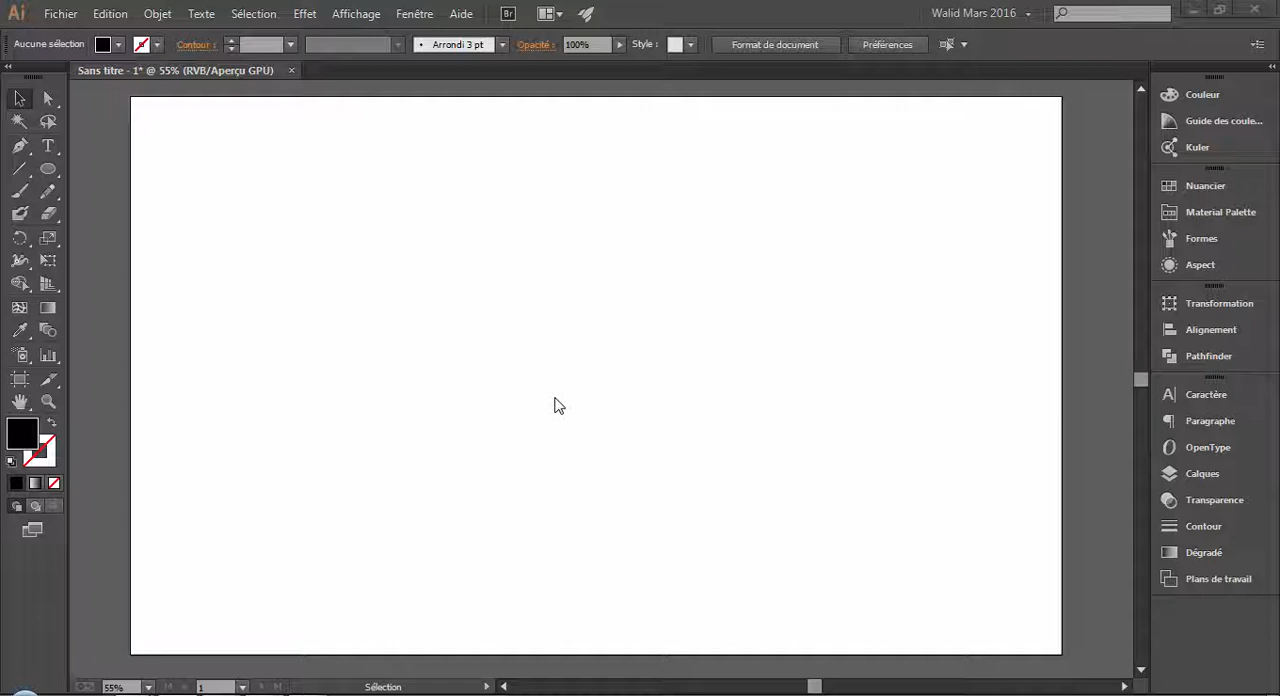 Ai Fichier Edition Objet Texte Sélection Effet Affichage Fenêtre Aide Br Walid Mars 2016
Aucune sélection Contour : Arrondi 3 pt Opacité : 100% Style : Format de document Préférences
Sans titre - 1* @ 55% (RVB/Aperçu GPU) ×
Couleur
Guide des coule...
Kuler
Nuancier
Material Palette
Formes
Aspect
Transformation
Alignement
Pathfinder
Caractère
Paragraphe
OpenType
Calques
Transparence
Contour
Dégradé
Plans de travail
55% 1 Sélection